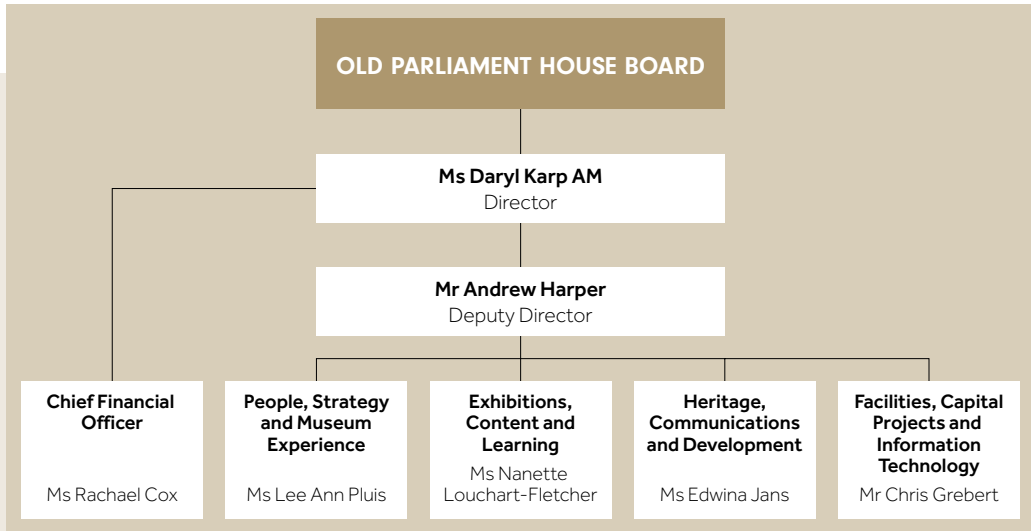 OLD PARLIAMENT HOUSE BOARD
Ms Daryl Karp AM
Director
Mr Andrew Harper
Deputy Director
Chief Financial
Officer
Ms Rachael Cox
People, Strategy
and Museum
Experience
Ms Lee Ann Pluis
Exhibitions,
Content and
Learning
Ms Nanette
Louchart-Fletcher
Heritage,
Communications
and Development
Ms Edwina Jans
Facilities, Capital
Projects and
Information
Technology
Mr Chris Grebert